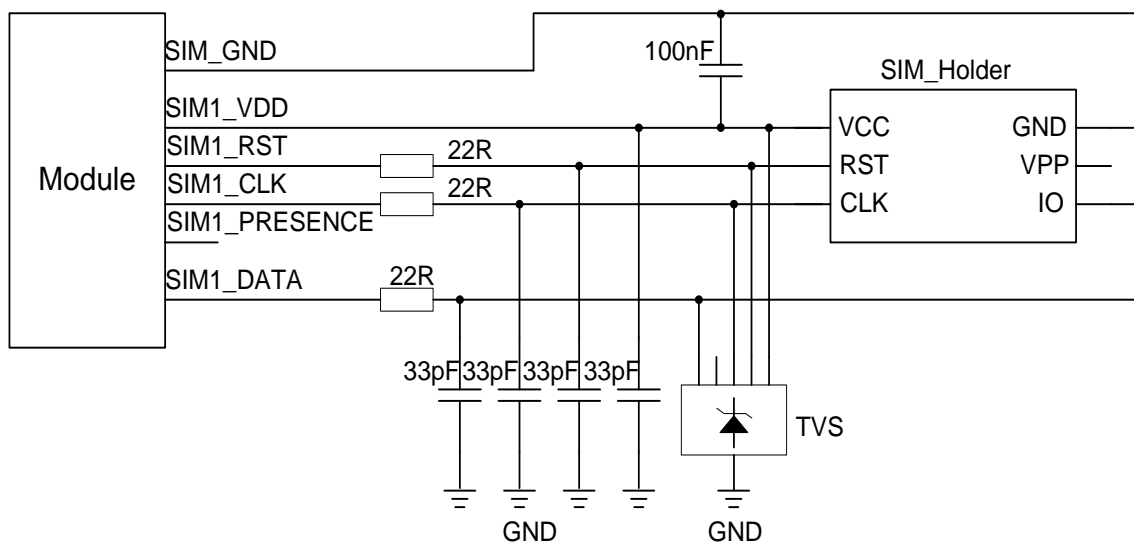 SIM_GND
100nF
SIM_Holder
SIM1_VDD
VCC
GND
SIM1_RST
22R
RST
VPP
Module
SIM1_CLK
22R
CLK
IO
SIM1_PRESENCE
SIM1_DATA
22R
33pF 33pF 33pF 33pF
TVS
GND
GND